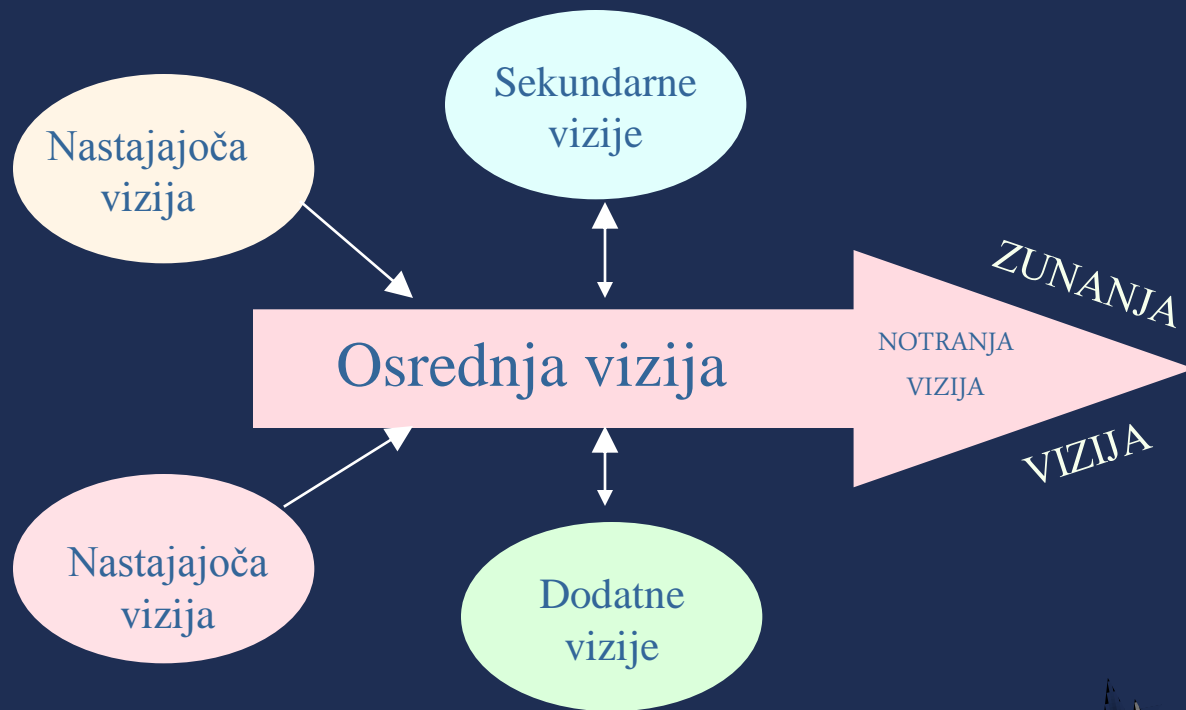 Sekundarne
vizije
Nastajajoča
vizija
ZUNANJA
Osrednja vizija
NOTRANJA
VIZIJA
VIZIJA
Nastajajoča
vizija
Dodatne
vizije